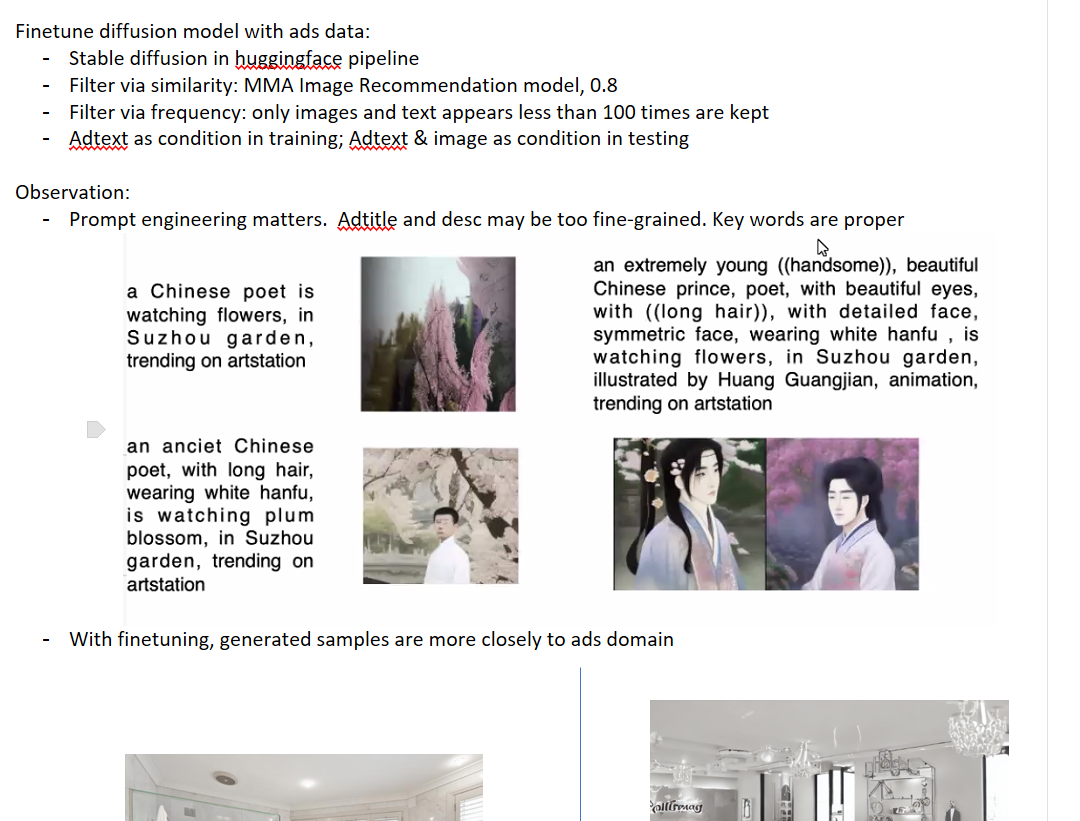 Finetune diffusion model with ads data:
- Stable diffusion in huggingface pipeline
- Filter via similarity: MMA Image Recommendation model, 0.8
- Filter via frequency: only images and text appears less than 100 times are kept
- Adtext as condition in training; Adtext & image as condition in testing
Observation:
- Prompt engineering matters.  Adtitle and desc may be too fine-grained. Key words are proper
a Chinese poet is
watching flowers, in
Suzhou garden,
trending on artstation
an extremely young ((handsome)), beautiful
Chinese prince, poet, with beautiful eyes,
with ((long hair)), with detailed face,
symmetric face, wearing white hanfu , is
watching flowers, in Suzhou garden,
illustrated by Huang Guangjian, animation,
trending on artstation
an anciet Chinese
poet, with long hair,
wearing white hanfu,
is watching plum
blossom, in Suzhou
garden, trending on
artstation
- With finetuning, generated samples are more closely to ads domain